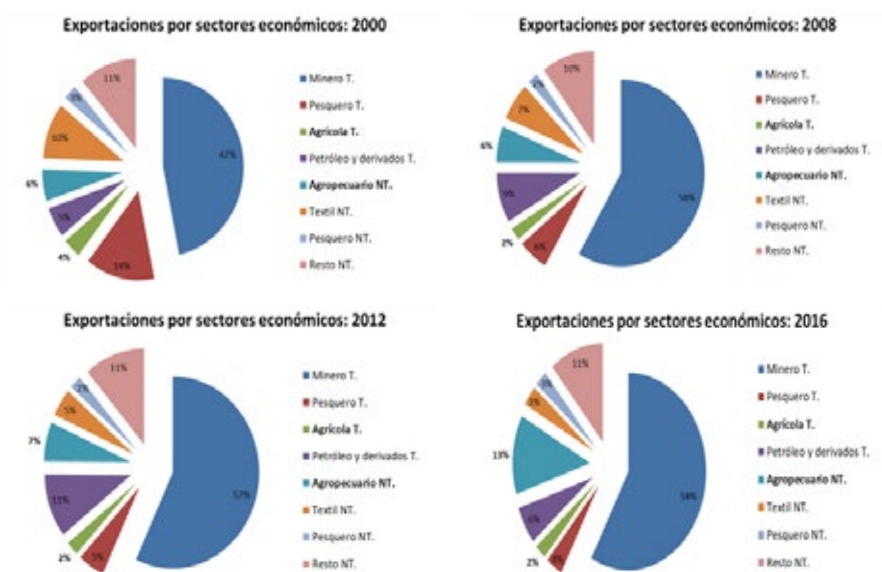 Exportaciones por sectores económicos: 2000
11%
3%
10%
6%
5%
4%
14%
47%
Minero T.
Pesquero T.
Agrícola T.
Petróleo y derivados T.
Agropecuario NT.
Textil NT.
Pesquero NT.
Resto NT.
Exportaciones por sectores económicos: 2008
10%
2%
7%
6%
9%
2%
6%
58%
Minero T.
Pesquero T.
Agrícola T.
Petróleo y derivados T.
Agropecuario NT.
Textil NT.
Pesquero NT.
Resto NT.
Exportaciones por sectores económicos: 2012
11%
2%
5%
7%
11%
2%
5%
57%
Minero T.
Pesquero T.
Agrícola T.
Petróleo y derivados T.
Agropecuario NT.
Textil NT.
Pesquero NT.
Resto NT.
Exportaciones por sectores económicos: 2016
11%
3%
3%
13%
6%
2%
58%
Minero T.
Pesquero T.
Agrícola T.
Petróleo y derivados T.
Agropecuario NT.
Textil NT.
Pesquero NT.
Resto NT.